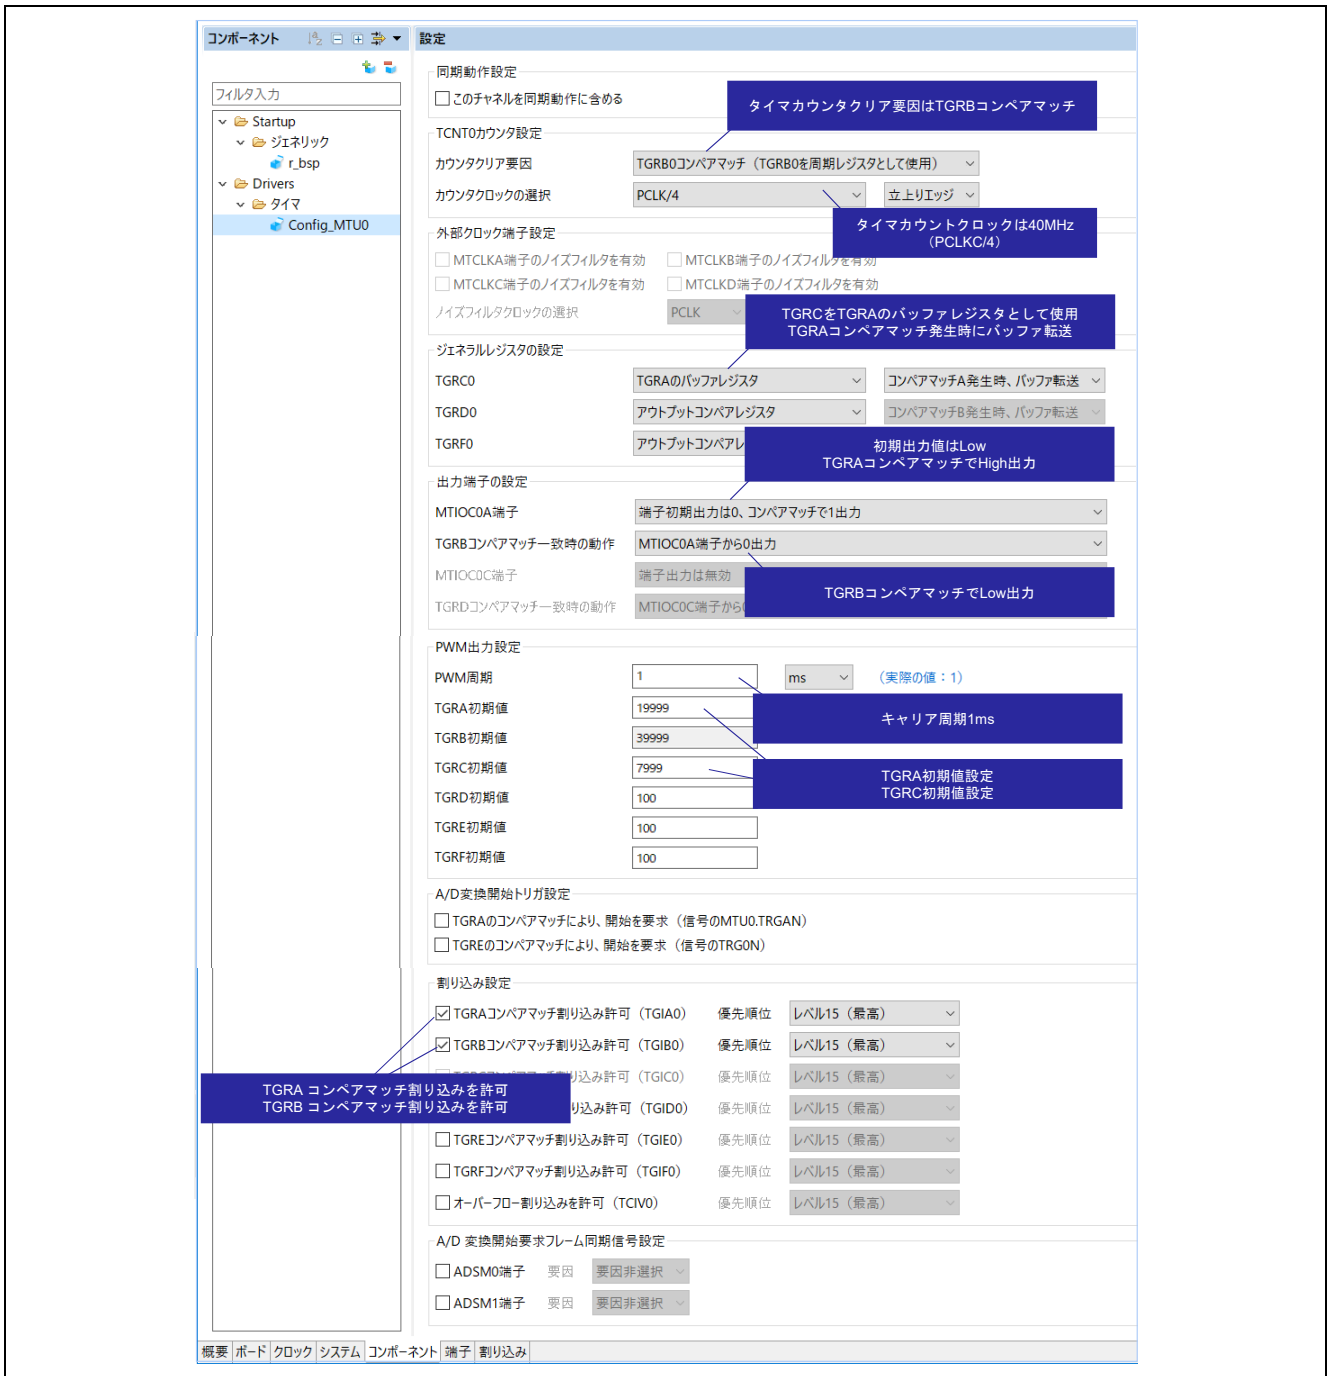 コンポーネント
設定
フィルタ入力
Startup
ジェネリック
r_bsp
Drivers
タイマ
Config_MTU0
同期動作設定
このチャネルを同期動作に含める
タイマカウンタクリア要因はTGRBコンペアマッチ
TCNT0カウンタ設定
カウンタクリア要因 TGRB0コンペアマッチ（TGRB0を周期レジスタとして使用）
カウンタクロックの選択 PCLK/4 立上りエッジ
タイマカウントクロックは40MHz
（PCLKC/4）
外部クロック端子設定
MTCLKA端子のノイズフィルタを有効 MTCLKB端子のノイズフィルタを有効
MTCLKC端子のノイズフィルタを有効 MTCLKD端子のノイズフィルタを有効
ノイズフィルタクロックの選択 PCLK
TGRCをTGRAのバッファレジスタとして使用
TGRAコンペアマッチ発生時にバッファ転送
ジェネラルレジスタの設定
TGRC0 TGRAのバッファレジスタ コンペアマッチA発生時、バッファ転送
TGRD0 アウトプットコンペアレジスタ コンペアマッチB発生時、バッファ転送
TGRF0 アウトプットコンペアレ
初期出力値はLow
TGRAコンペアマッチでHigh出力
出力端子の設定
MTIOC0A端子 端子初期出力は0、コンペアマッチで1出力
TGRBコンペアマッチ一致時の動作 MTIOC0A端子から0出力
MTIOC0C端子 端子出力は無効
TGRDコンペアマッチ一致時の動作 MTIOC0C端子から
TGRBコンペアマッチでLow出力
PWM出力設定
PWM周期 1 ms （実際の値：1）
TGRA初期値 19999
キャリア周期1ms
TGRB初期値 39999
TGRC初期値 7999
TGRA初期値設定
TGRC初期値設定
TGRD初期値 100
TGRE初期値 100
TGRF初期値 100
A/D変換開始トリガ設定
TGRAのコンペアマッチにより、開始を要求（信号のMTU0.TRGAN）
TGREのコンペアマッチにより、開始を要求（信号のTRG0N）
割り込み設定
TGRAコンペアマッチ割り込み許可（TGIA0） 優先順位 レベル15（最高）
TGRBコンペアマッチ割り込み許可（TGIB0） 優先順位 レベル15（最高）
り込み許可（TGIC0） 優先順位 レベル15（最高）
TGRA コンペアマッチ割り込みを許可
TGRB コンペアマッチ割り込みを許可
り込み許可（TGID0） 優先順位 レベル15（最高）
TGREコンペアマッチ割り込み許可（TGIE0） 優先順位 レベル15（最高）
TGRFコンペアマッチ割り込み許可（TGIF0） 優先順位 レベル15（最高）
オーバーフロー割り込みを許可（TCIV0） 優先順位 レベル15（最高）
A/D 変換開始要求フレーム同期信号設定
ADSM0端子 要因 要因非選択
ADSM1端子 要因 要因非選択
概要 ボード クロック システム コンポーネント 端子 割り込み